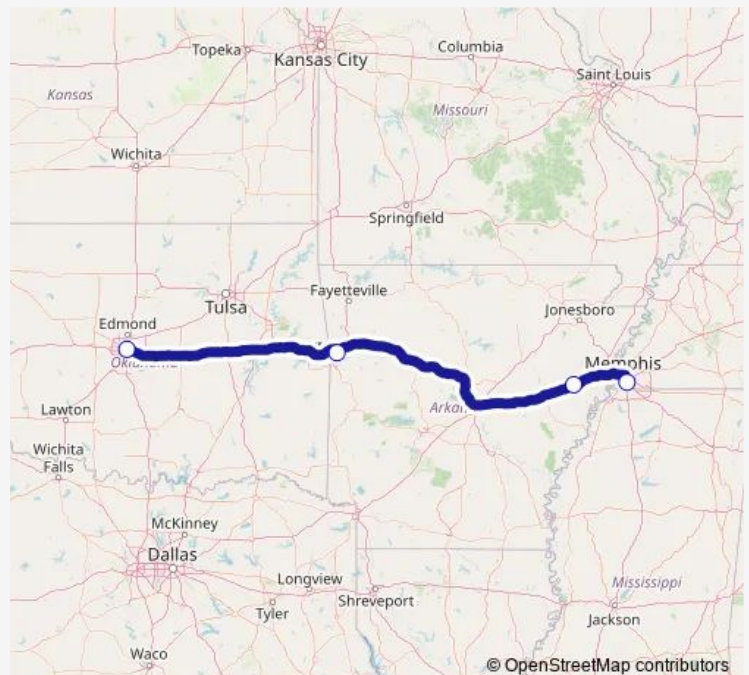 Topeka
Kansas City
Columbia
Saint Louis
Kansas
Missouri
Wichita
Springfield
Fayetteville
Tulsa
Jonesboro
Edmond
Memphis
Lawton
Wichita
Falls
McKinney
Dallas
Longview
Shreveport
Mississippi
Tyler
Jackson
Waco
© OpenStreetMap contributors